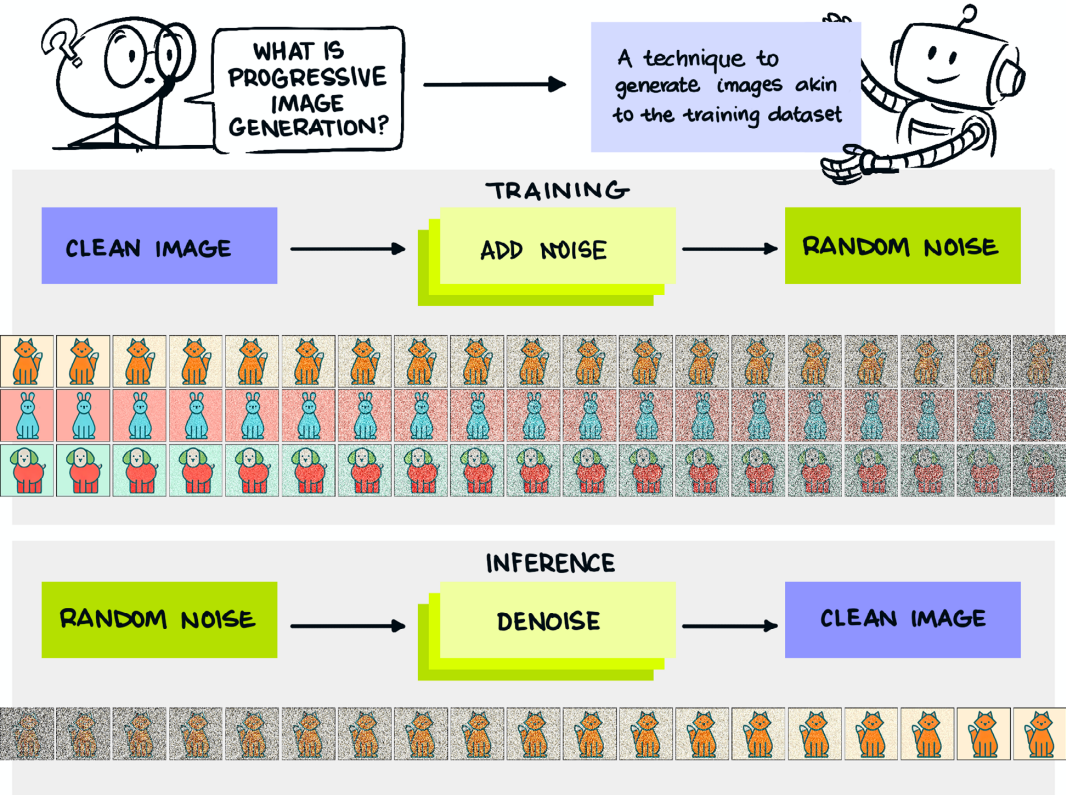 WHAT IS
PROGRESSIVE
IMAGE
GENERATION?
A technique to
generate images akin
to the training dataset
TRAINING
CLEAN IMAGE
ADD NOISE
RANDOM NOISE
INFERENCE
RANDOM NOISE
DENOISE
CLEAN IMAGE